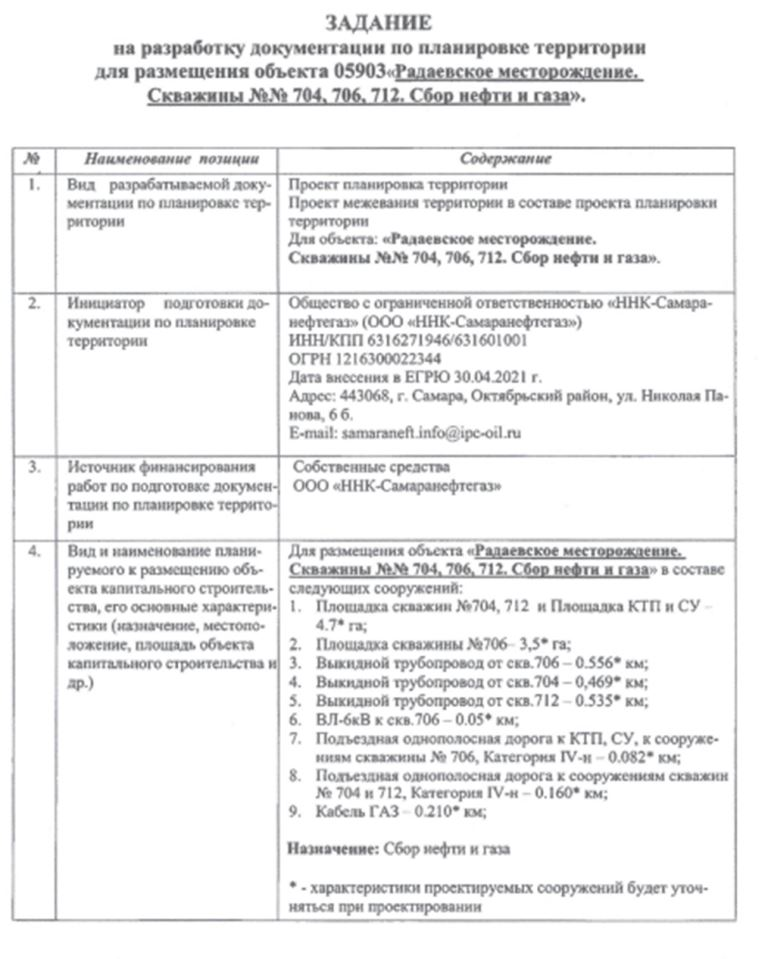 ЗАДАНИЕ
на разработку документации по планировке территории
для размещения объекта 05903«Радаевское месторождение.
Скважины №№ 704, 706, 712. Сбор нефти и газа».
№
Наименование позиции
Содержание
1.
Вид разрабатываемой доку-
ментации по планировке тер-
ритории
Проект планировка территории
Проект межевания территории в составе проекта планировки
территории
Для объекта: «Радаевское месторождение.
Скважины №№ 704, 706, 712. Сбор нефти и газа».
2.
Инициатор подготовки до-
кументации по планировке
территории
Общество с ограниченной ответственностью «ННК-Самара-
нефтегаз» (ООО «ННК-Самаранефтегаз»)
ИНН/КПП 6316271946/631601001
ОГРН 1216300022344
Дата внесения в ЕГРЮ 30.04.2021 г.
Адрес: 443068, г. Самара, Октябрьский район, ул. Николая Па-
нова, 6 б.
E-mail: samaraneft.info@ipc-oil.ru
3.
Источник финансирования
работ по подготовке докумен-
тации по планировке террито-
рии
Собственные средства
ООО «ННК-Самаранефтегаз»
4.
Вид и наименование плани-
руемого к размещению объ-
екта капитального строитель-
ства, его основные характери-
стики (назначение, местопо-
ложение, площадь объекта
капитального строительства и
др.)
Для размещения объекта «Радаевское месторождение.
Скважины №№ 704, 706, 712. Сбор нефти и газа» в составе
следующих сооружений:
1. Площадка скважин №704, 712 и Площадка КТП и СУ –
4.7* га;
2. Площадка скважины №706– 3,5* га;
3. Выкидной трубопровод от скв.706 – 0.556* км;
4. Выкидной трубопровод от скв.704 – 0,469* км;
5. Выкидной трубопровод от скв.712 – 0.535* км;
6. ВЛ-6кВ к скв.706 – 0.05* км;
7. Подъездная однополосная дорога к КТП, СУ, к сооруже-
ниям скважины № 706, Категория IV-н – 0.082* км;
8. Подъездная однополосная дорога к сооружениям скважин
№ 704 и 712, Категория IV-н – 0.160* км;
9. Кабель ГАЗ – 0.210* км;
Назначение: Сбор нефти и газа
* - характеристики проектируемых сооружений будет уточ-
няться при проектировании